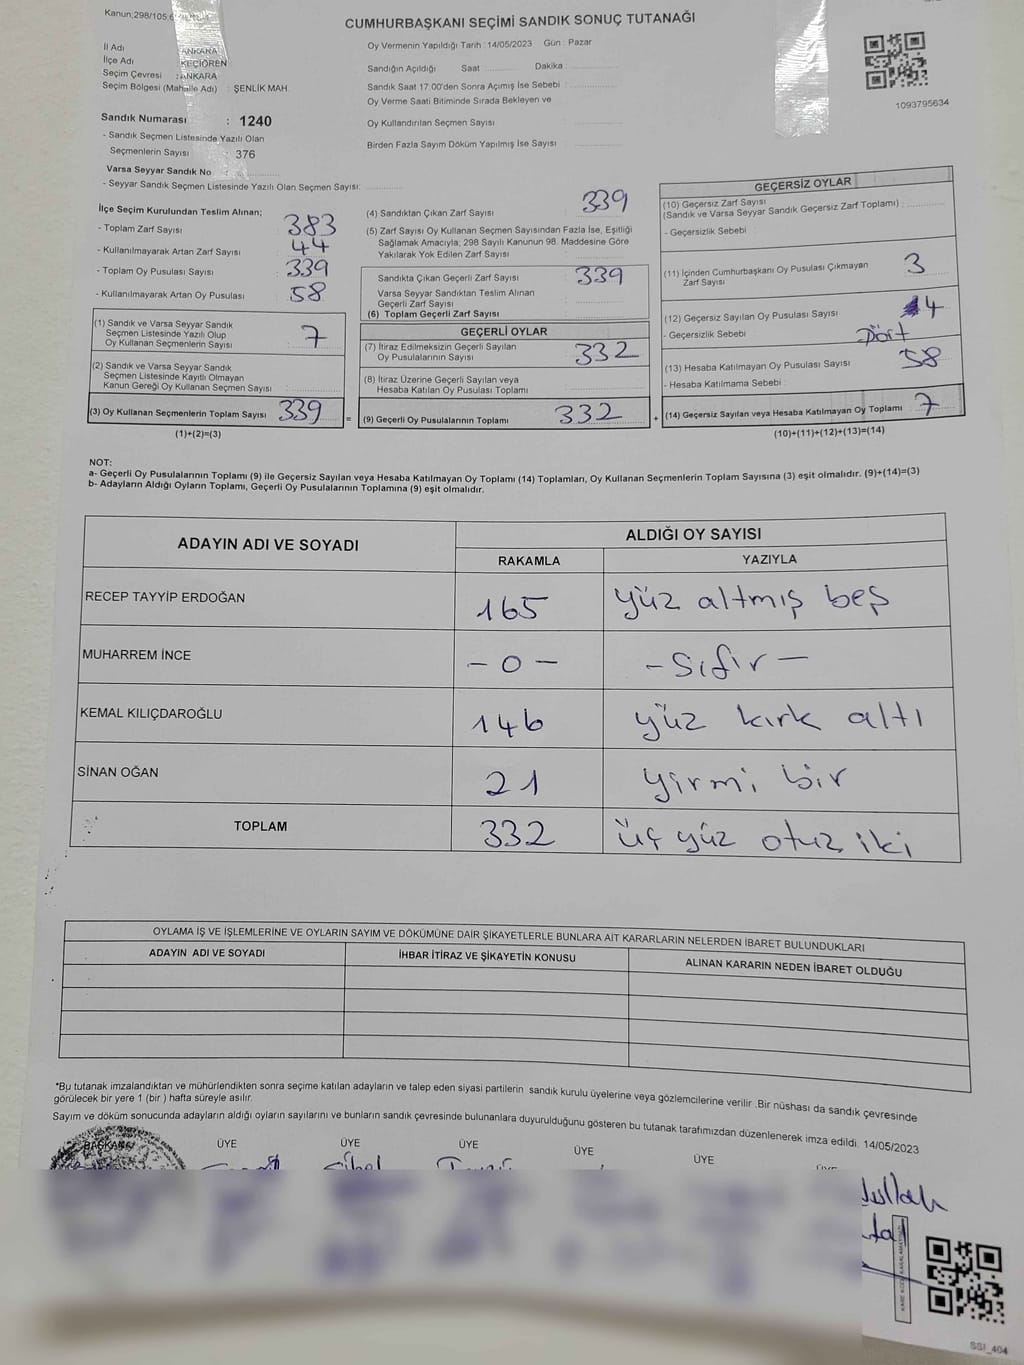 Kanun:298/105
CUMHURBAŞKANI SEÇİMİ SANDIK SONUÇ TUTANAĞI
İl Adı : ANKARA
İlçe Adı : KEÇİÖREN
Seçim Çevresi : ANKARA
Seçim Bölgesi (Mahalle Adı) : ŞENLİK MAH.
Oy Vermenin Yapıldığı Tarih : 14/05/2023 Gün : Pazar
Sandığın Açıldığı Saat Dakika
Sandık Saat 17:00'den Sonra Açımış İse Sebebi :
Oy Verme Saati Bitiminde Sırada Bekleyen ve
Oy Kullandırılan Seçmen Sayısı
Birden Fazla Sayım Döküm Yapılmış İse Sayısı
1093795634
Sandık Numarası : 1240
- Sandık Seçmen Listesinde Yazılı Olan
Seçmenlerin Sayısı : 376
Varsa Seyyar Sandık No
- Seyyar Sandık Seçmen Listesinde Yazılı Olan Seçmen Sayısı:
İlçe Seçim Kurulundan Teslim Alınan;
- Toplam Zarf Sayısı : 383
- Kullanılmayarak Artan Zarf Sayısı : 44
- Toplam Oy Pusulası Sayısı : 339
- Kullanılmayarak Artan Oy Pusulası : 58
(1) Sandık ve Varsa Seyyar Sandık
Seçmen Listesinde Yazılı Olup
Oy Kullanan Seçmenlerin Sayısı : 7
(2) Sandık ve Varsa Seyyar Sandık
Seçmen Listesinde Kayıtlı Olmayan
Kanun Gereği Oy Kullanan Seçmen Sayısı :
(3) Oy Kullanan Seçmenlerin Toplam Sayısı : 339 =
(1)+(2)=(3)
(4) Sandıktan Çıkan Zarf Sayısı : 339
(5) Zarf Sayısı Oy Kullanan Seçmen Sayısından Fazla İse, Eşitliği
Sağlamak Amacıyla; 298 Sayılı Kanunun 98. Maddesine Göre
Yakılarak Yok Edilen Zarf Sayısı
Sandıkta Çıkan Geçerli Zarf Sayısı : 339
Varsa Seyyar Sandıktan Teslim Alınan
Geçerli Zarf Sayısı
(6) Toplam Geçerli Zarf Sayısı
GEÇERLİ OYLAR
(7) İtiraz Edilmeksizin Geçerli Sayılan
Oy Pusulalarının Sayısı : 332
(8) İtiraz Üzerine Geçerli Sayılan veya
Hesaba Katılan Oy Pusulası Toplamı
(9) Geçerli Oy Pusulalarının Toplamı : 332 +
GEÇERSİZ OYLAR
(10) Geçersiz Zarf Sayısı
(Sandık ve Varsa Seyyar Sandık Geçersiz Zarf Toplamı) :
- Geçersizlik Sebebi :
(11) İçinden Cumhurbaşkanı Oy Pusulası Çıkmayan
Zarf Sayısı : 3
(12) Geçersiz Sayılan Oy Pusulası Sayısı : 4
- Geçersizlik Sebebi : Dört
(13) Hesaba Katılmayan Oy Pusulası Sayısı : 58
- Hesaba Katılmama Sebebi :
(14) Geçersiz Sayılan veya Hesaba Katılmayan Oy Toplamı : 7
(10)+(11)+(12)+(13)=(14)
NOT:
a- Geçerli Oy Pusulalarının Toplamı (9) ile Geçersiz Sayılan veya Hesaba Katılmayan Oy Toplamı (14) Toplamları, Oy Kullanan Seçmenlerin Toplam Sayısına (3) eşit olmalıdır. (9)+(14)=(3)
b- Adayların Aldığı Oyların Toplamı, Geçerli Oy Pusulalarının Toplamına (9) eşit olmalıdır.
ADAYIN ADI VE SOYADI ALDIĞI OY SAYISI
RAKAMLA YAZIYLA
RECEP TAYYİP ERDOĞAN 165 yüz altmış beş
MUHARREM İNCE - 0 - - Sıfır -
KEMAL KILIÇDAROĞLU 146 yüz kırk altı
SİNAN OĞAN 21 yirmi bir
TOPLAM 332 üç yüz otuz iki
OYLAMA İŞ VE İŞLEMLERİNE VE OYLARIN SAYIM VE DÖKÜMÜNE DAİR ŞİKAYETLERLE BUNLARA AİT KARARLARIN NELERDEN İBARET BULUNDUKLARI
ADAYIN ADI VE SOYADI İHBAR İTİRAZ VE ŞİKAYETİN KONUSU ALINAN KARARIN NEDEN İBARET OLDUĞU
*Bu tutanak imzalandıktan ve mühürlendikten sonra seçime katılan adayların ve talep eden siyasi partilerin sandık kurulu üyelerine veya gözlemcilerine verilir .Bir nüshası da sandık çevresinde
görülecek bir yere 1 (bir ) hafta süreyle asılır.
Sayım ve döküm sonucunda adayların aldığı oyların sayılarını ve bunların sandık çevresinde bulunanlara duyurulduğunu gösteren bu tutanak tarafımızdan düzenlenerek imza edildi. 14/05/2023
BAŞKAN ÜYE ÜYE ÜYE ÜYE ÜYE
SSI_404